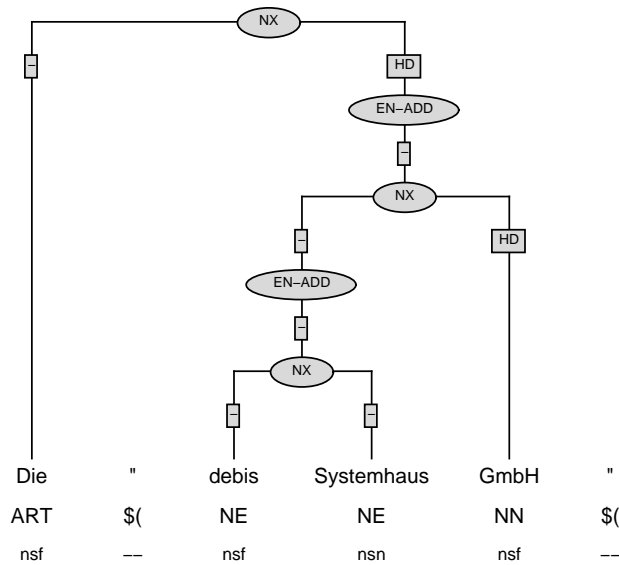 NX
– HD
EN–ADD
–
NX
– HD
EN–ADD
–
NX
– –
Die " debis Systemhaus GmbH "
ART $( NE NE NN $(
nsf –– nsf nsn nsf ––